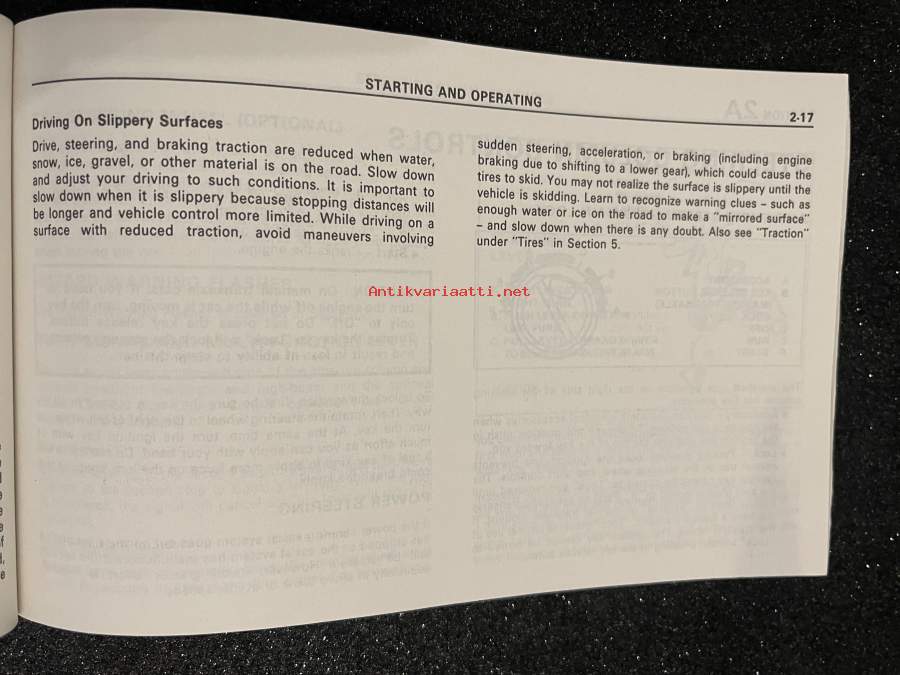 STARTING AND OPERATING
2-17
Driving On Slippery Surfaces
Drive, steering, and braking traction are reduced when water,
snow, ice, gravel, or other material is on the road. Slow down
and adjust your driving to such conditions. It is important to
slow down when it is slippery because stopping distances will
be longer and vehicle control more limited. While driving on a
surface with reduced traction, avoid maneuvers involving
sudden steering, acceleration, or braking (including engine
braking due to shifting to a lower gear), which could cause the
tires to skid. You may not realize the surface is slippery until the
vehicle is skidding. Learn to recognize warning clues – such as
enough water or ice on the road to make a "mirrored surface"
– and slow down when there is any doubt. Also see "Traction"
under "Tires" in Section 5.
Antikvariaatti.net